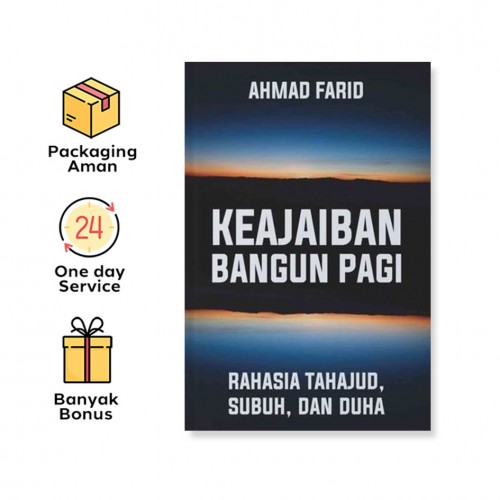 Packaging
Aman
24
One day
Service
Banyak
Bonus
AHMAD FARID
KEAJAIBAN
BANGUN PAGI
RAHASIA TAHAJUD,
SUBUH, DAN DUHA